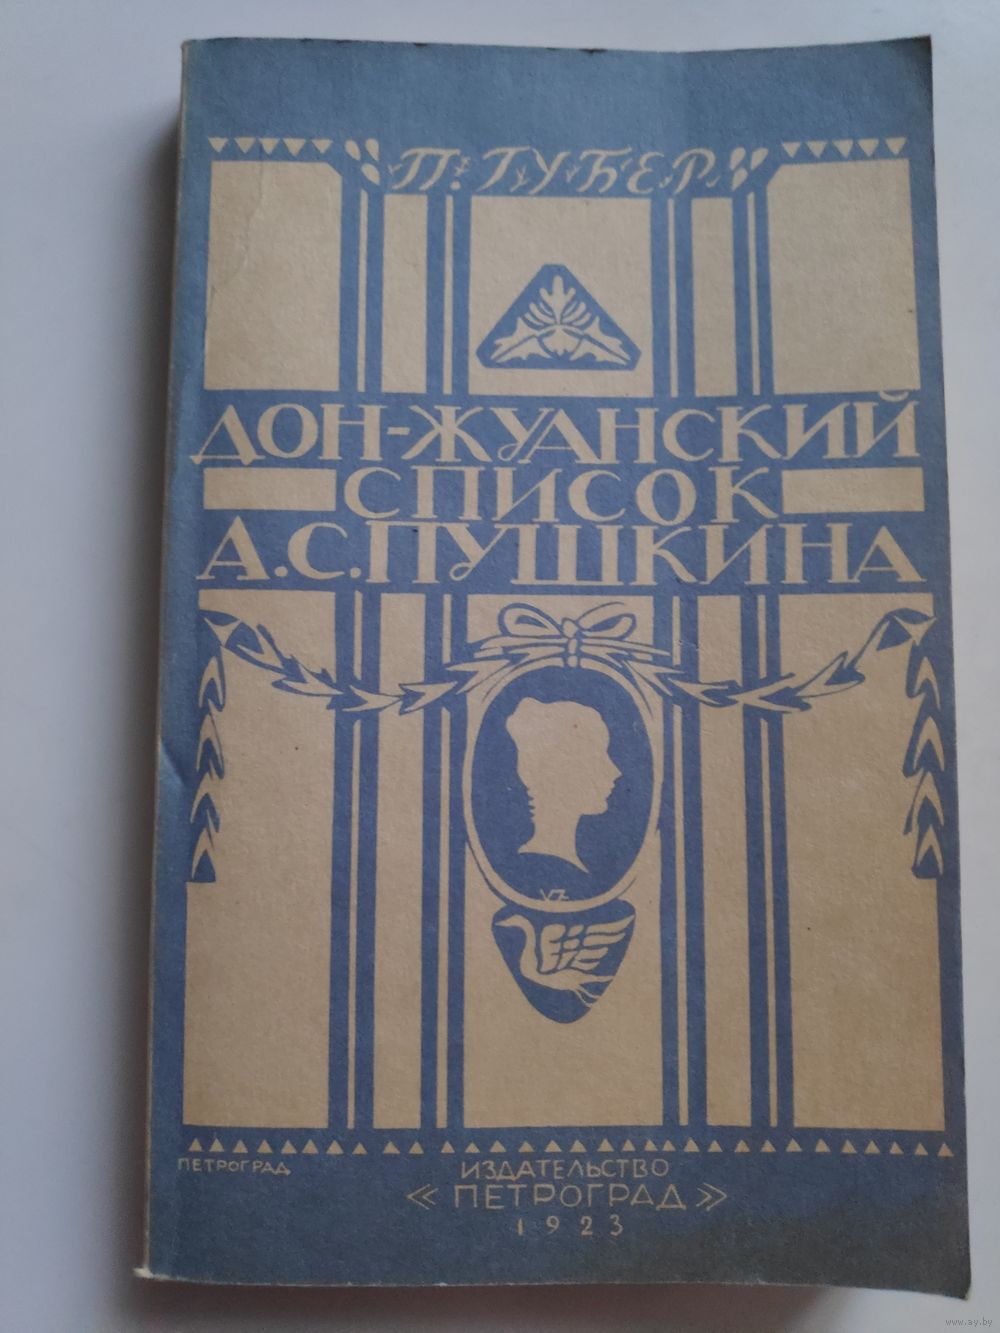 П. ГУБЕР
ДОН-ЖУАНСКИЙ
СПИСОК
А.С.ПУШКИНА
ПЕТРОГРАД
ИЗДАТЕЛЬСТВО
«ПЕТРОГРАД»
1923
www.ay.by